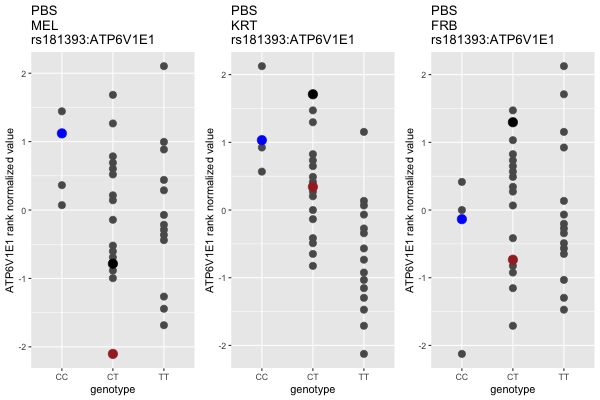 PBS
MEL
rs181393:ATP6V1E1
ATP6V1E1 rank normalized value
2
1
0
-1
-2
CC
CT
TT
genotype
PBS
KRT
rs181393:ATP6V1E1
ATP6V1E1 rank normalized value
2
1
0
-1
-2
CC
CT
TT
genotype
PBS
FRB
rs181393:ATP6V1E1
ATP6V1E1 rank normalized value
2
1
0
-1
-2
CC
CT
TT
genotype